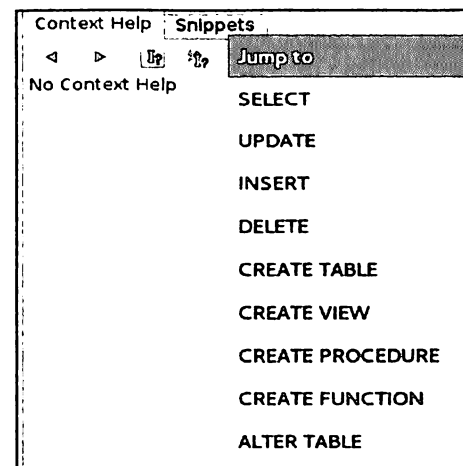 Context Help Snippets
Jump to
No Context Help
SELECT
UPDATE
INSERT
DELETE
CREATE TABLE
CREATE VIEW
CREATE PROCEDURE
CREATE FUNCTION
ALTER TABLE